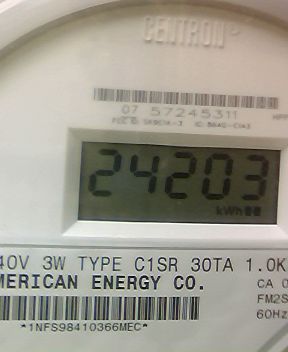 CENTRON®
07 57245311
24203
kWh
40V 3W TYPE C1SR 30TA 1.0K
MERICAN ENERGY CO.
CA 0
FM2S
60Hz
*1NFS98410366MEC*